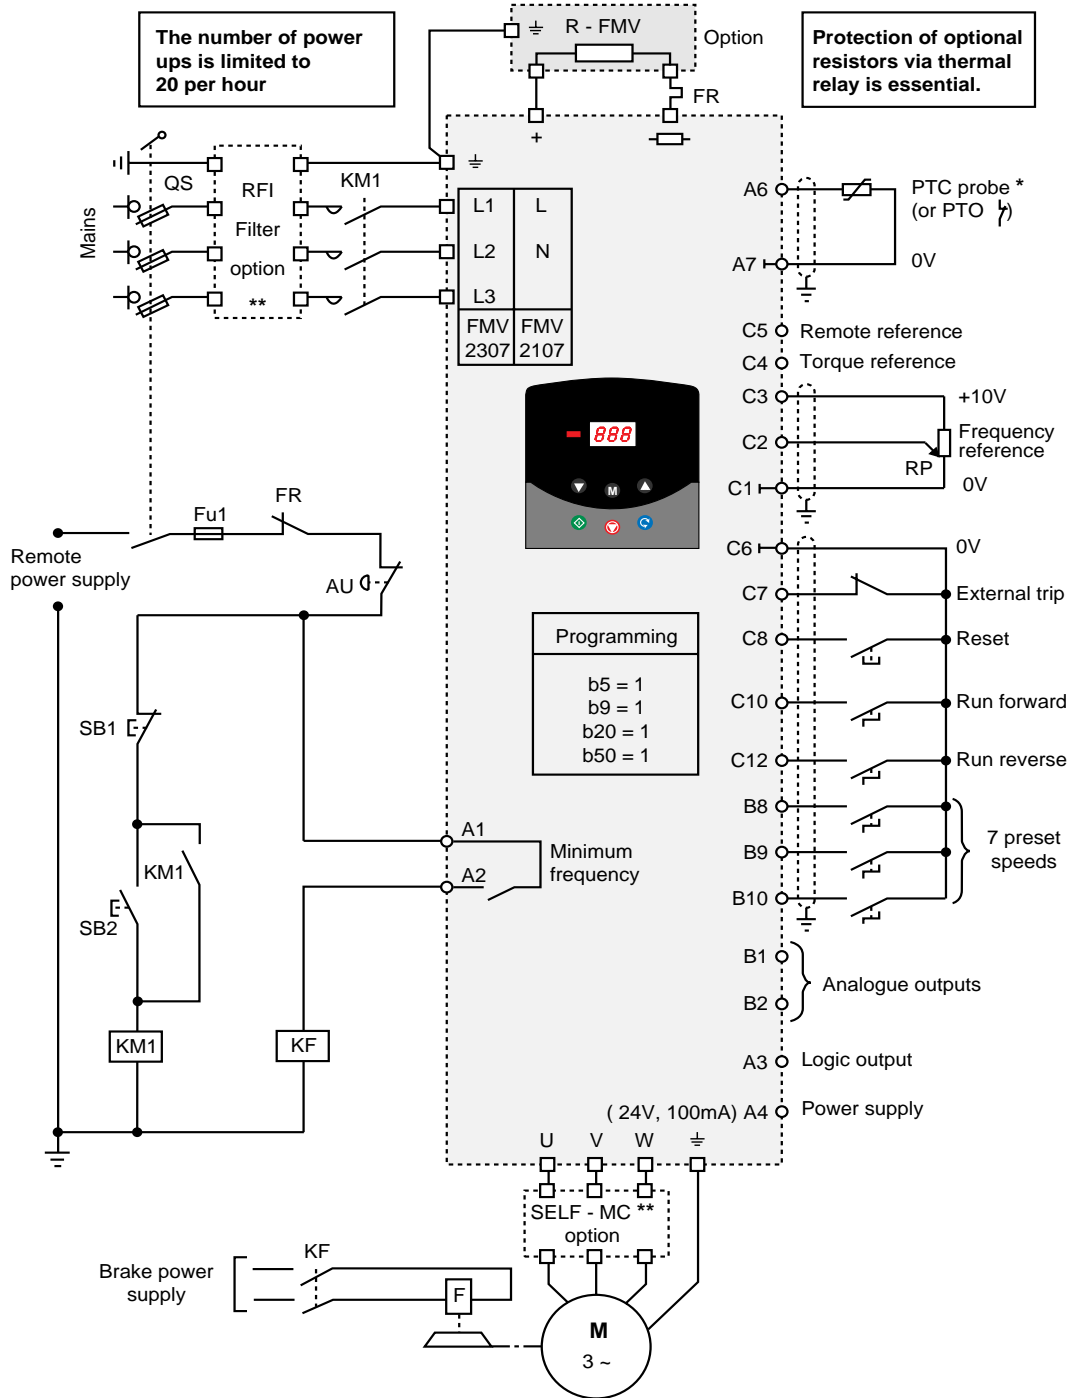 The number of power
ups is limited to
20 per hour
R - FMV
Option
Protection of optional
resistors via thermal
relay is essential.
FR
+
QS
RFI
Filter
option
**
KM1
Mains
L1 L
L2 N
L3
FMV FMV
2307 2107
A6
PTC probe *
(or PTO )
A7
0V
C5 Remote reference
C4 Torque reference
C3 +10V
C2 Frequency
reference
RP
C1 0V
888
M
Fu1
FR
Remote
power supply
AU
C6 0V
C7 External trip
C8 Reset
C10 Run forward
C12 Run reverse
B8
B9
B10
7 preset
speeds
Programming
b5 = 1
b9 = 1
b20 = 1
b50 = 1
SB1
KM1
SB2
A1
A2
Minimum
frequency
B1
B2
Analogue outputs
KM1
KF
A3 Logic output
( 24V, 100mA) A4 Power supply
U V W
SELF - MC **
option
KF
Brake power
supply
F
M
3 ~